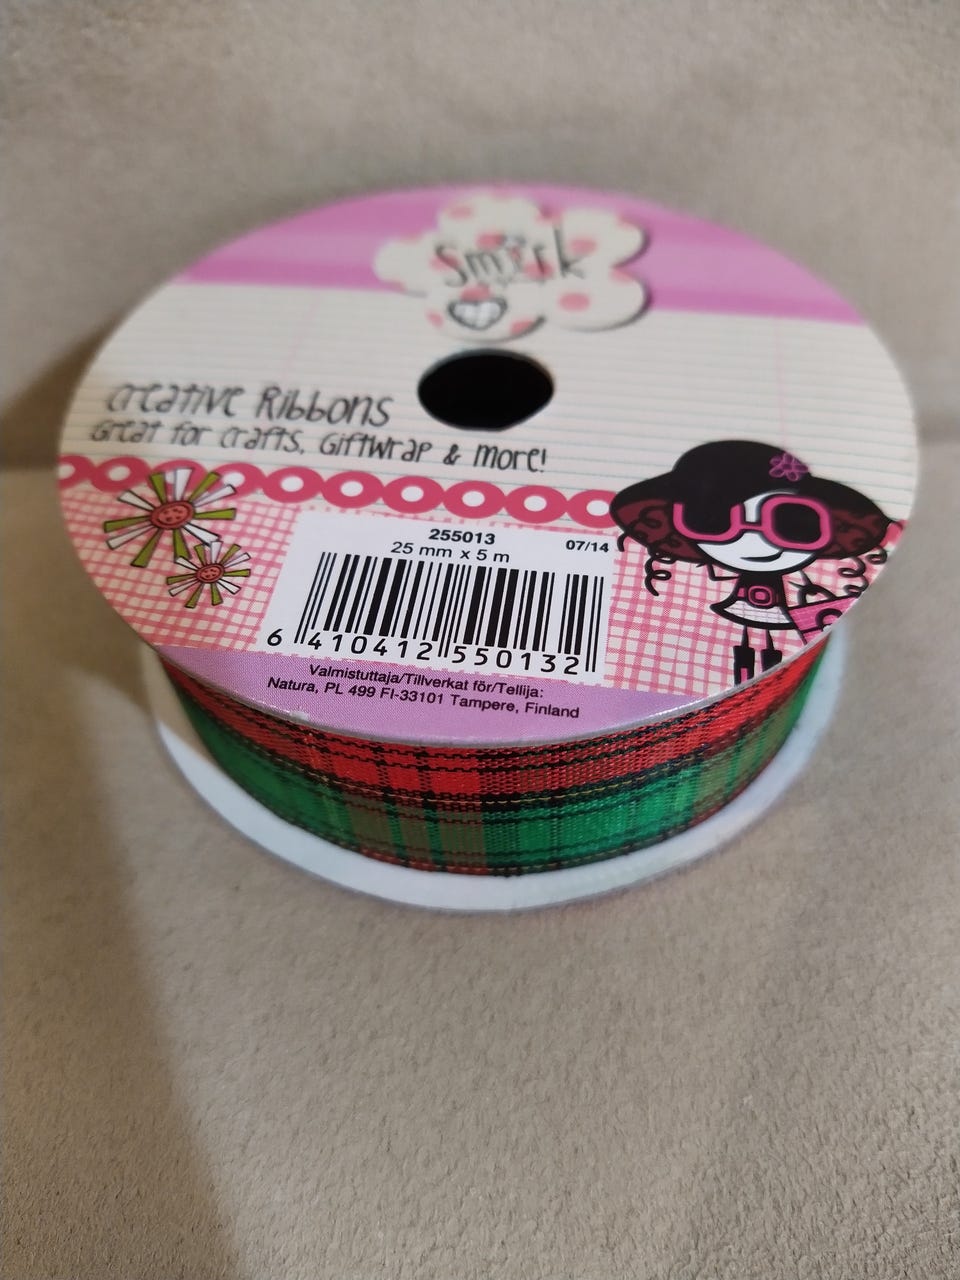 Smirk
Creative Ribbons
Great for Crafts, Giftwrap & more!
255013
25 mm x 5 m
07/14
6 410412 550132
Valmistuttaja/Tillverkat för/Tellija:
Natura, PL 499 FI-33101 Tampere, Finland